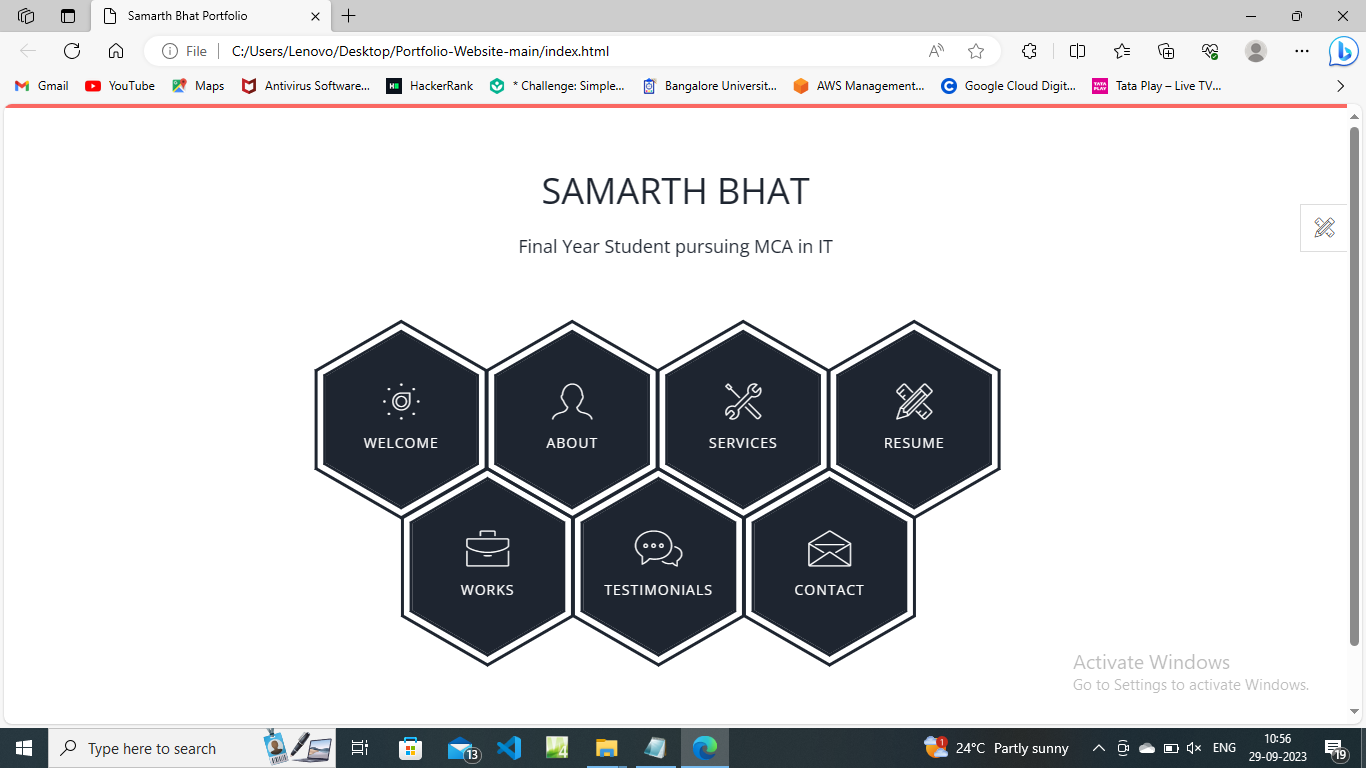 Samarth Bhat Portfolio
File C:/Users/Lenovo/Desktop/Portfolio-Website-main/index.html
Gmail YouTube Maps Antivirus Software... HackerRank * Challenge: Simple... Bangalore Universit... AWS Management... Google Cloud Digit... Tata Play – Live TV...
SAMARTH BHAT
Final Year Student pursuing MCA in IT
WELCOME ABOUT SERVICES RESUME
WORKS TESTIMONIALS CONTACT
Activate Windows
Go to Settings to activate Windows.
Type here to search 13 1 24°C Partly sunny ENG 10:56
29-09-2023 19